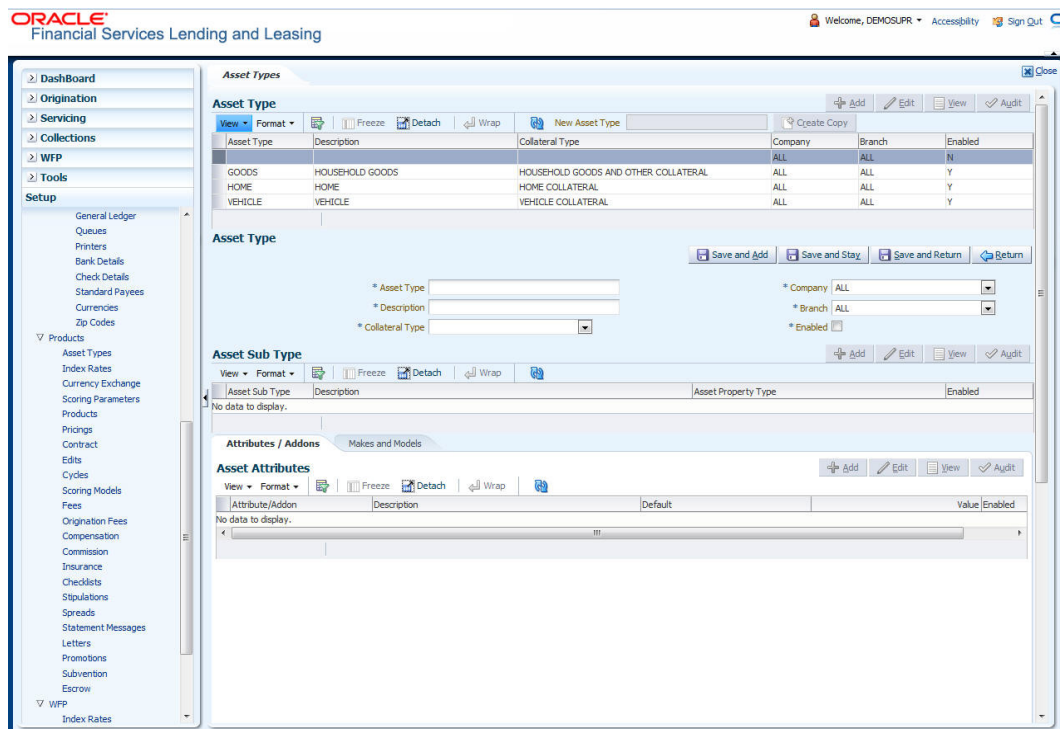 ORACLE®
Financial Services Lending and Leasing
Welcome, DEMOSUPR Accessibility Sign Out
Close
DashBoard
Origination
Servicing
Collections
WFP
Tools
Setup
General Ledger
Queues
Printers
Bank Details
Check Details
Standard Payees
Currencies
Zip Codes
Products
Asset Types
Index Rates
Currency Exchange
Scoring Parameters
Products
Pricings
Contract
Edits
Cycles
Scoring Models
Fees
Origination Fees
Compensation
Commission
Insurance
Checklists
Stipulations
Spreads
Statement Messages
Letters
Promotions
Subvention
Escrow
WFP
Index Rates
Asset Types
Asset Type
Add Edit View Audit
View Format Freeze Detach Wrap New Asset Type Create Copy
Asset Type Description Collateral Type Company Branch Enabled
ALL ALL N
GOODS HOUSEHOLD GOODS HOUSEHOLD GOODS AND OTHER COLLATERAL ALL ALL Y
HOME HOME HOME COLLATERAL ALL ALL Y
VEHICLE VEHICLE VEHICLE COLLATERAL ALL ALL Y
Asset Type
Save and Add Save and Stay Save and Return Return
* Asset Type * Company ALL
* Description * Branch ALL
* Collateral Type * Enabled
Asset Sub Type
Add Edit View Audit
View Format Freeze Detach Wrap
Asset Sub Type Description Asset Property Type Enabled
No data to display.
Attributes / Addons Makes and Models
Asset Attributes
Add Edit View Audit
View Format Freeze Detach Wrap
Attribute/Addon Description Default Value Enabled
No data to display.